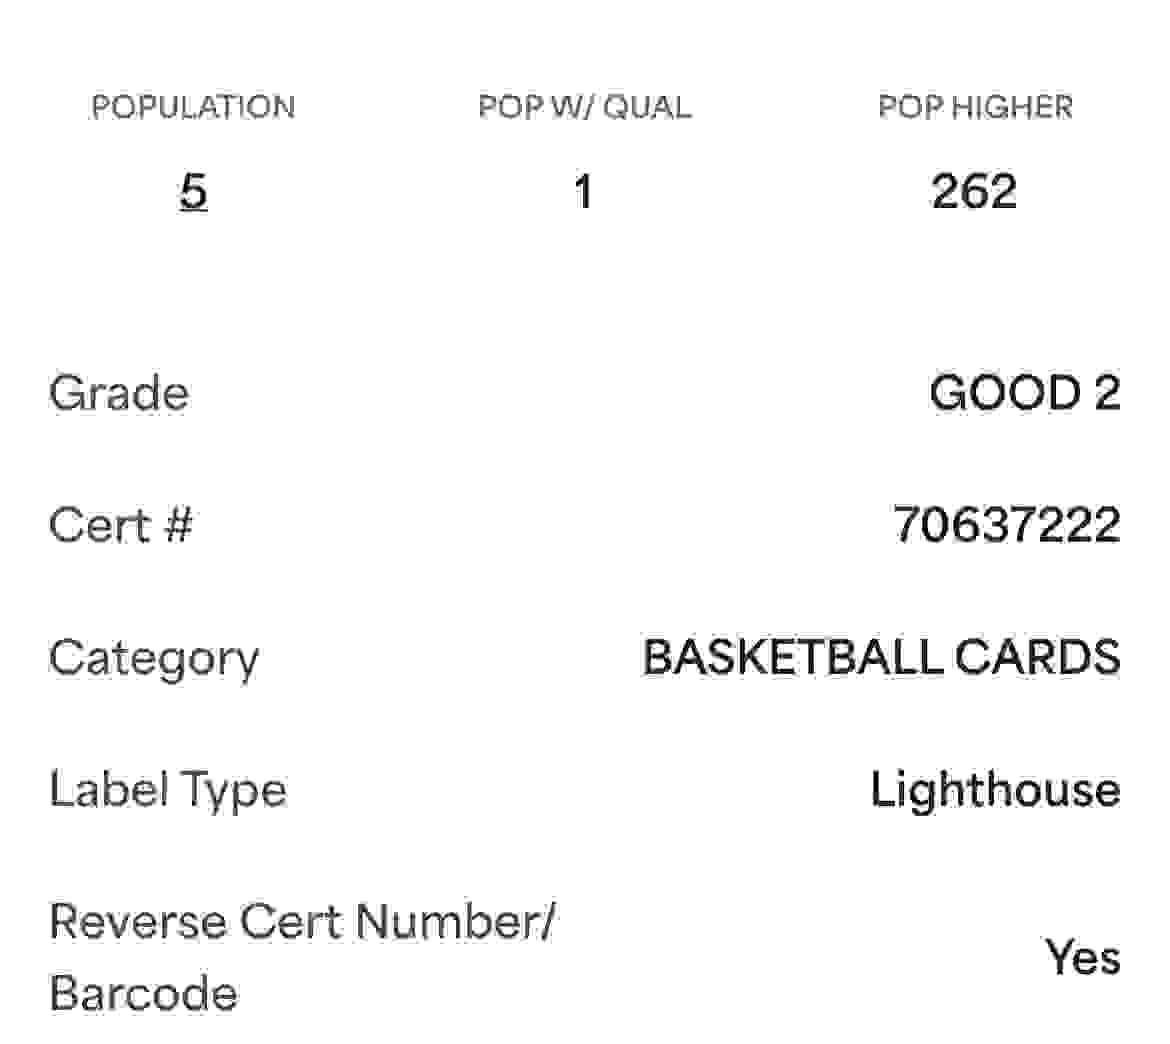 POPULATION POP W/ QUAL POP HIGHER
5 1 262
Grade GOOD 2
Cert # 70637222
Category BASKETBALL CARDS
Label Type Lighthouse
Reverse Cert Number/
Barcode Yes